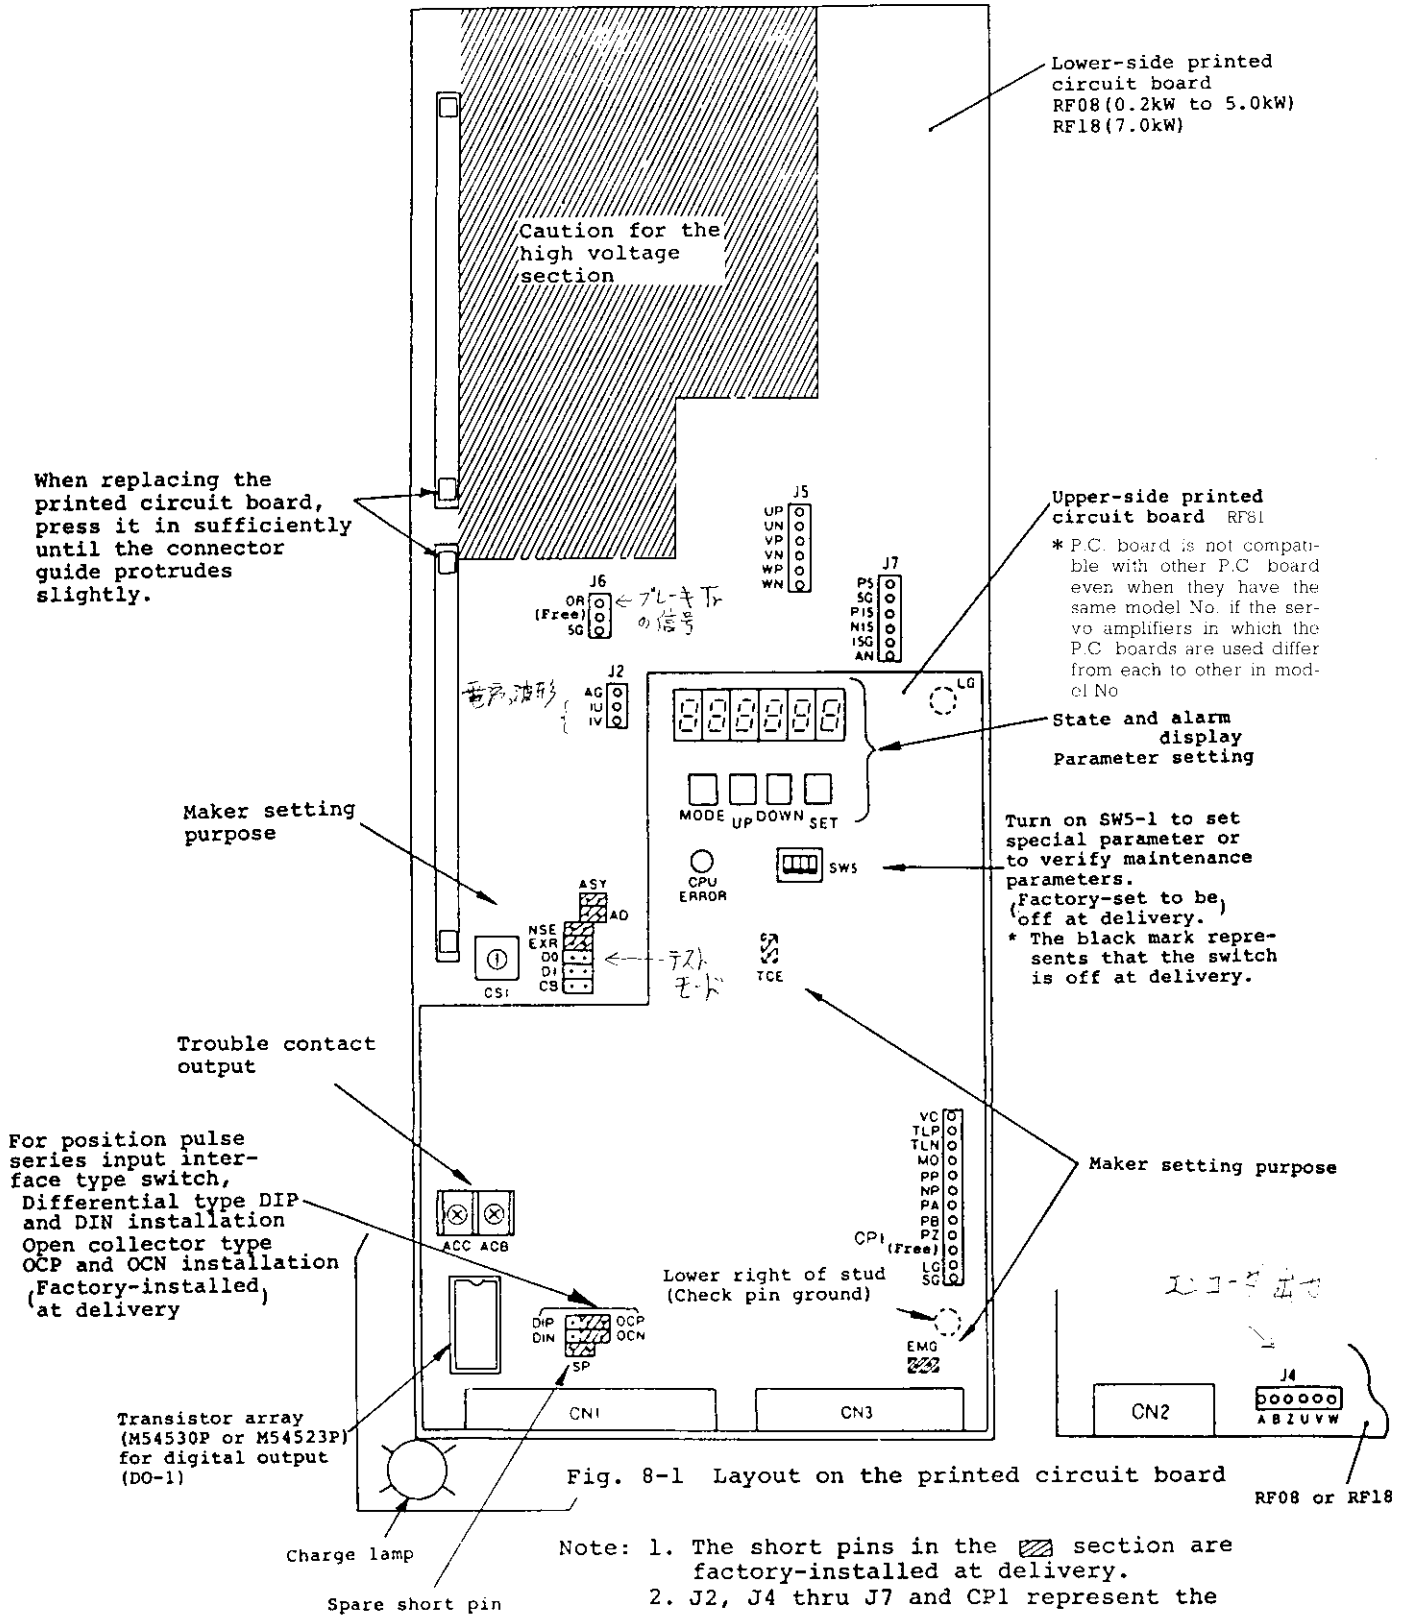 Lower-side printed
circuit board
RF08(0.2kW to 5.0kW)
RF18(7.0kW)
Caution for the
high voltage
section
When replacing the
printed circuit board,
press it in sufficiently
until the connector
guide protrudes
slightly.
J5
UP
UN
VP
VN
WP
WN
Upper-side printed
circuit board RF81
* P.C. board is not compati-
ble with other P.C board
even when they have the
same model No. if the ser-
vo amplifiers in which the
P.C boards are used differ
from each to other in mod-
el No
J7
PS
SG
P15
N15
ISG
AN
J6
OR
(Free)
SG
←ブレーキTr
の信号
J2
AG
IU
IV
電流波形
LG
State and alarm
display
Parameter setting
MODE UP DOWN SET
Maker setting
purpose
Turn on SW5-1 to set
special parameter or
to verify maintenance
parameters.
(Factory-set to be
off at delivery.)
* The black mark repre-
sents that the switch
is off at delivery.
CPU
ERROR
SW5
ASY
AD
NSE
EXR
DO
DI
CB
←テスト
モード
CS1
TCE
Trouble contact
output
For position pulse
series input inter-
face type switch,
Differential type DIP
and DIN installation
Open collector type
OCP and OCN installation
(Factory-installed
at delivery)
VC
TLP
TLN
MO
PP
NP
PA
PB
PZ
(Free)
LG
SG
CP1
Maker setting purpose
ACC ACB
Lower right of stud
(Check pin ground)
エンコーダ出力
DIP OCP
DIN OCN
SP
EMG
J4
A B Z U V W
CN1
CN3
CN2
Transistor array
(M54530P or M54523P)
for digital output
(DO-1)
Fig. 8-1 Layout on the printed circuit board
RF08 or RF18
Charge lamp
Spare short pin
Note: 1. The short pins in the section are
factory-installed at delivery.
2. J2, J4 thru J7 and CP1 represent the